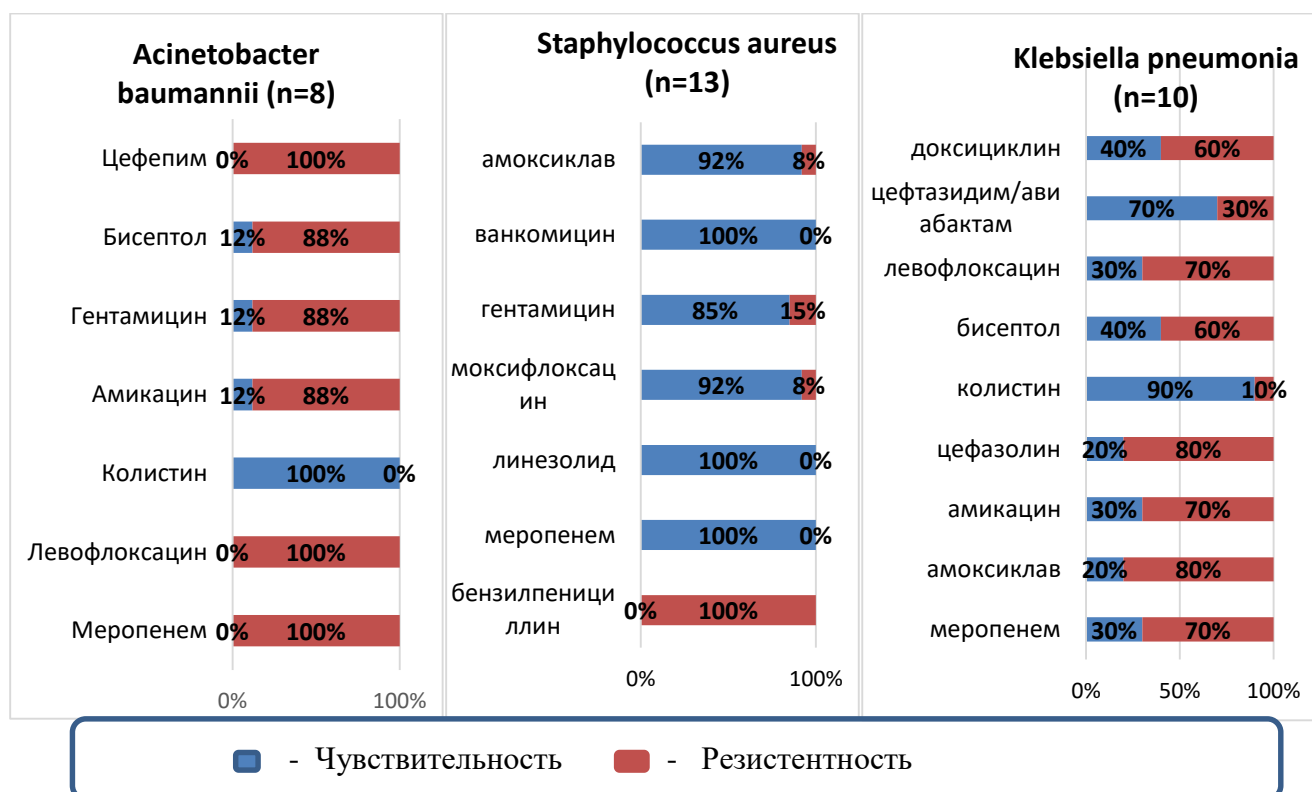 Acinetobacter
baumannii (n=8)
Цефепим 0% 100%
Бисептол 12% 88%
Гентамицин 12% 88%
Амикацин 12% 88%
Колистин 100% 0%
Левофлоксацин 0% 100%
Меропенем 0% 100%
0% 100%
Staphylococcus aureus
(n=13)
амоксиклав 92% 8%
ванкомицин 100% 0%
гентамицин 85% 15%
моксифлоксац
ин 92% 8%
линезолид 100% 0%
меропенем 100% 0%
бензилпеници
ллин 0% 100%
0% 100%
Klebsiella pneumonia
(n=10)
0% 50% 100%
доксициклин 40% 60%
цефтазидим/ави
абактам 70% 30%
левофлоксацин 30% 70%
бисептол 40% 60%
колистин 90% 10%
цефазолин 20% 80%
амикацин 30% 70%
амоксиклав 20% 80%
меропенем 30% 70%
0% 50% 100%
- Чувствительность - Резистентность